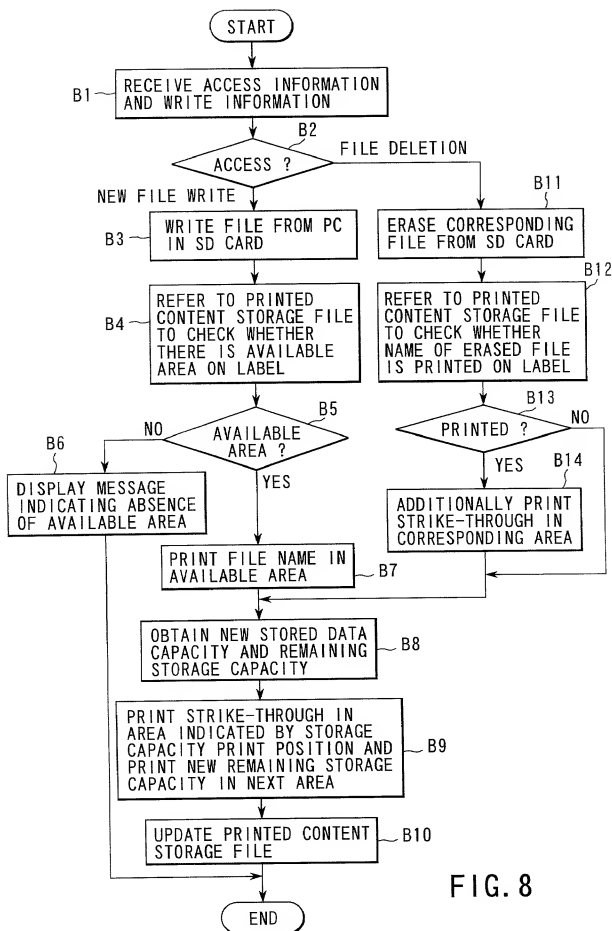 START
B1
RECEIVE ACCESS INFORMATION
AND WRITE INFORMATION
B2
ACCESS ?
FILE DELETION
NEW FILE WRITE
B3
WRITE FILE FROM PC
IN SD CARD
B11
ERASE CORRESPONDING
FILE FROM SD CARD
B4
REFER TO PRINTED
CONTENT STORAGE FILE
TO CHECK WHETHER
THERE IS AVAILABLE
AREA ON LABEL
B12
REFER TO PRINTED
CONTENT STORAGE FILE
TO CHECK WHETHER
NAME OF ERASED FILE
IS PRINTED ON LABEL
B5
AVAILABLE
AREA ?
NO
YES
B13
PRINTED ?
NO
YES
B6
DISPLAY MESSAGE
INDICATING ABSENCE
OF AVAILABLE AREA
B14
ADDITIONALLY PRINT
STRIKE-THROUGH IN
CORRESPONDING AREA
PRINT FILE NAME IN
AVAILABLE AREA
B7
OBTAIN NEW STORED DATA
CAPACITY AND REMAINING
STORAGE CAPACITY
B8
PRINT STRIKE-THROUGH IN
AREA INDICATED BY STORAGE
CAPACITY PRINT POSITION AND
PRINT NEW REMAINING STORAGE
CAPACITY IN NEXT AREA
B9
UPDATE PRINTED CONTENT
STORAGE FILE
B10
END
FIG. 8